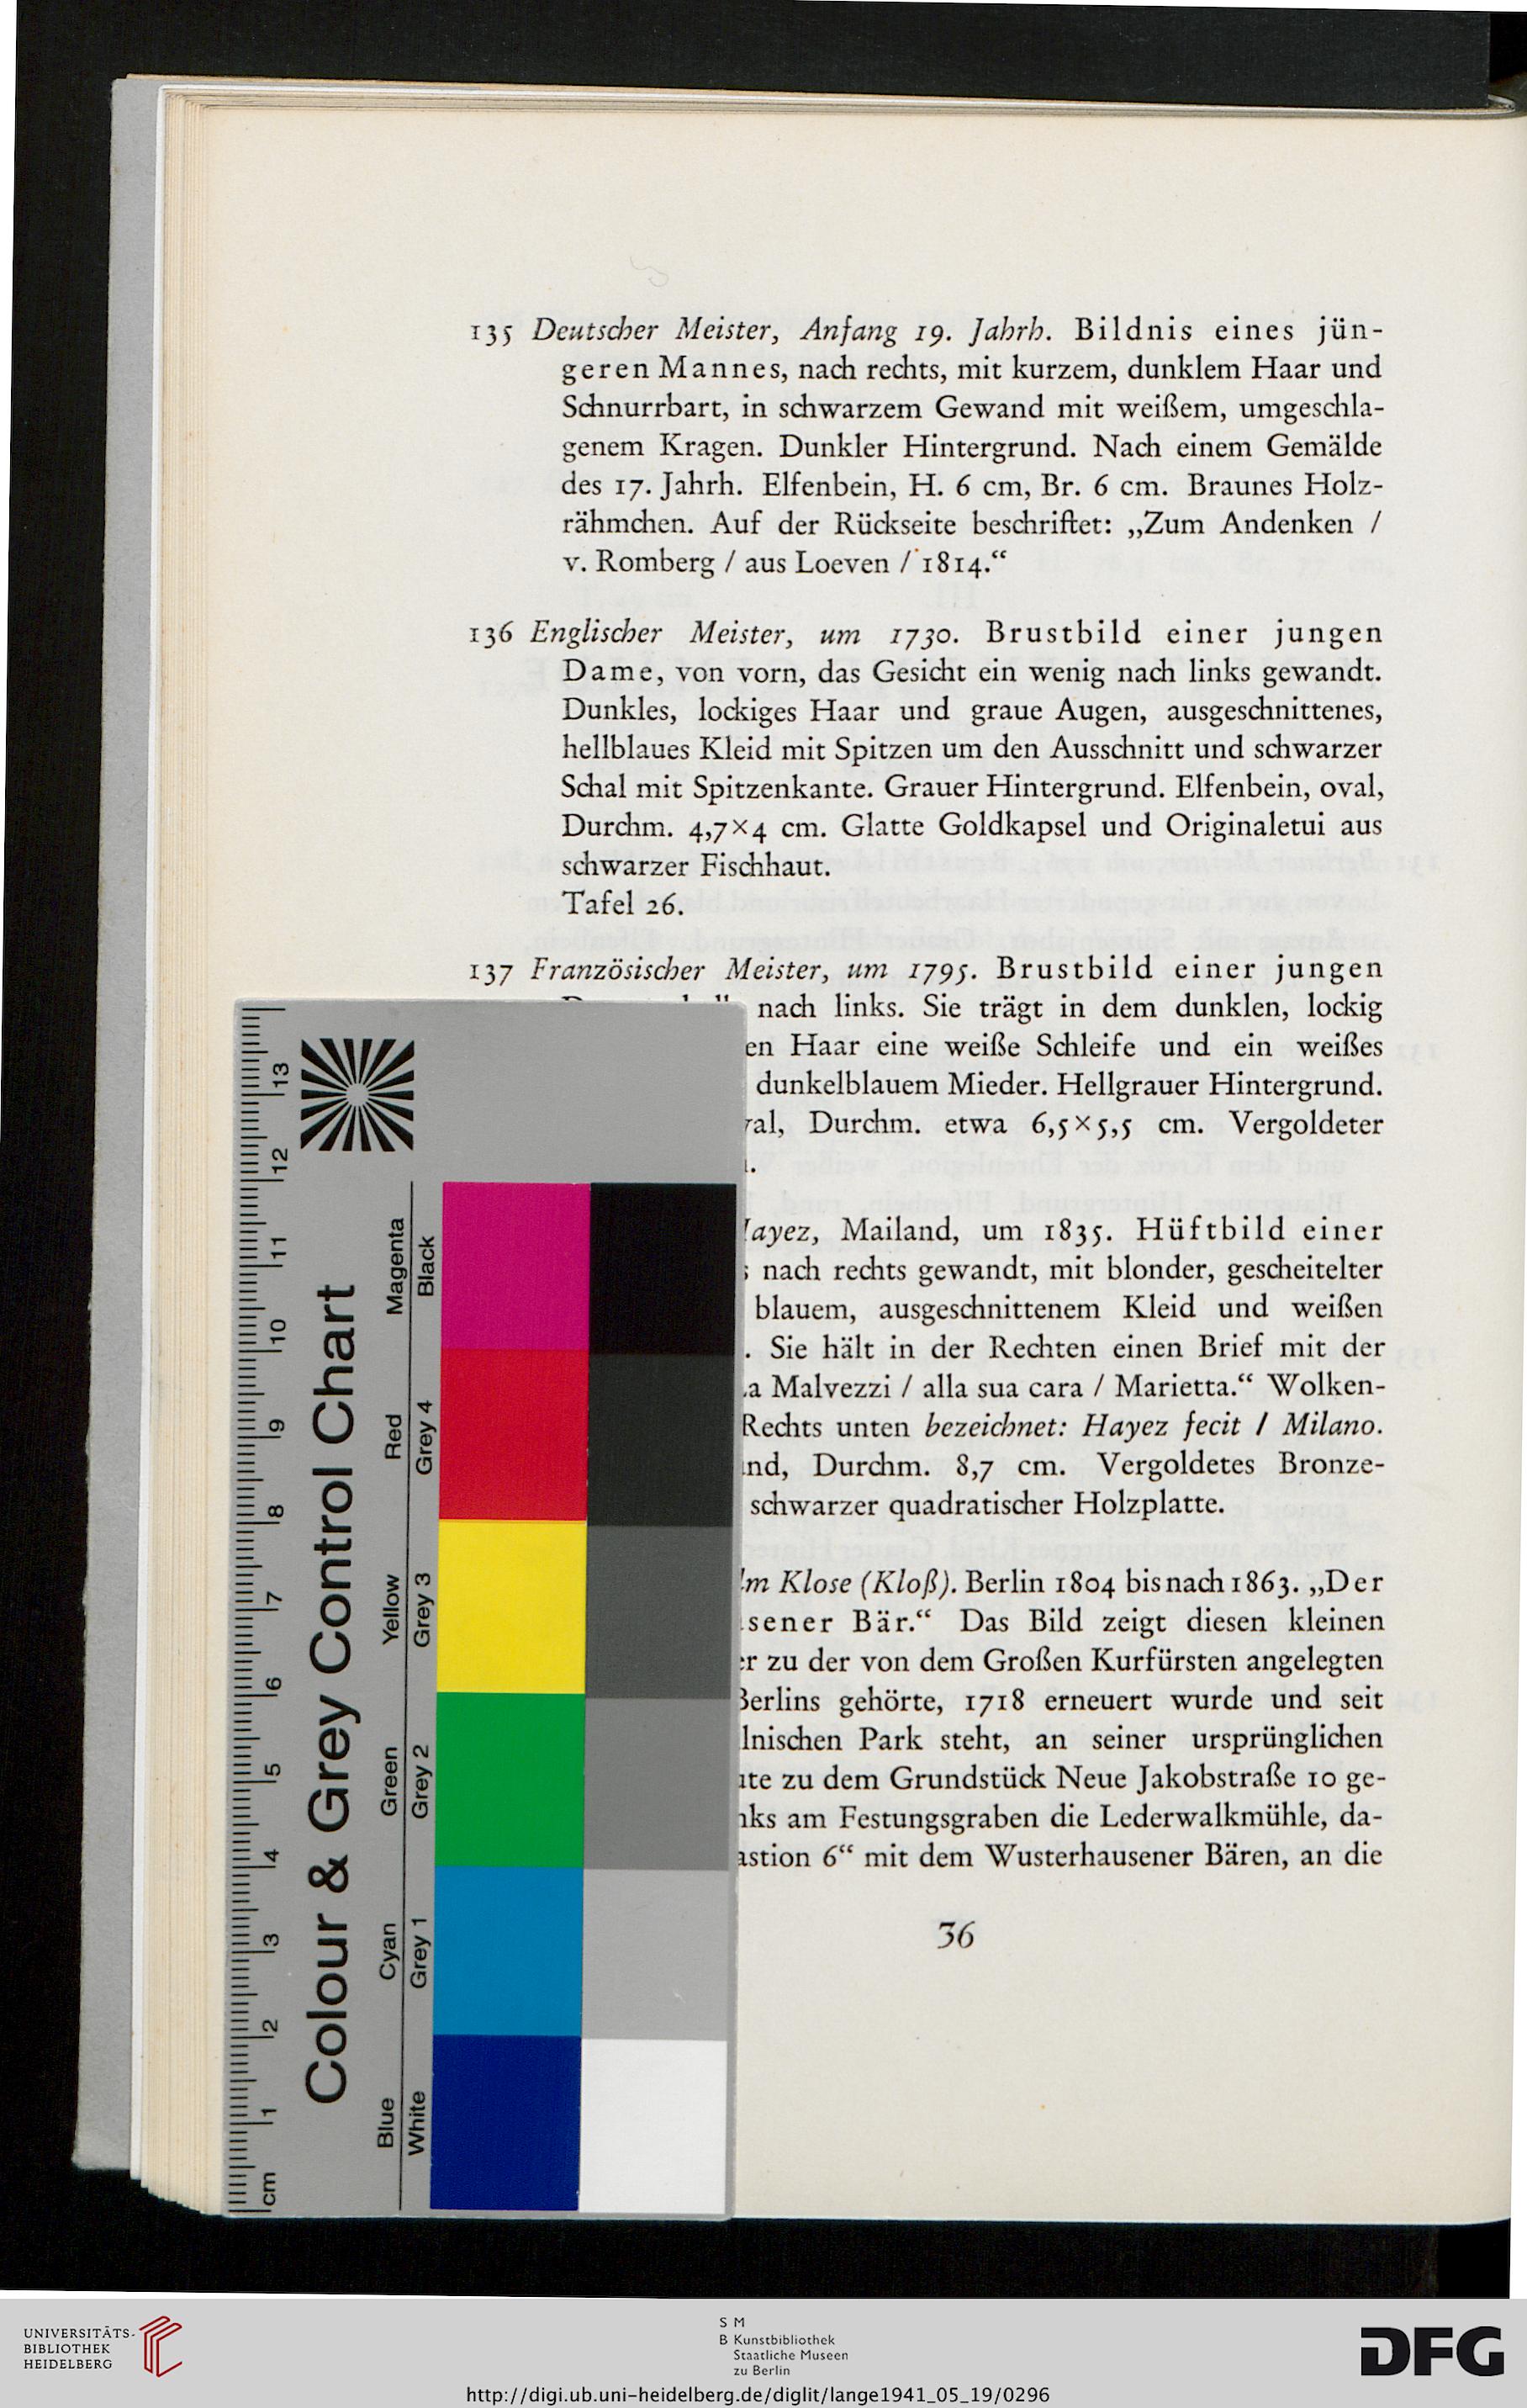 135 Deutscher Meister, Anfang 19. Jahrh. Bildnis eines jün-
geren Mannes, nach rechts, mit kurzem, dunklem Haar und
Schnurrbart, in schwarzem Gewand mit weißem, umgeschla-
genem Kragen. Dunkler Hintergrund. Nach einem Gemälde
des 17. Jahrh. Elfenbein, H. 6 cm, Br. 6 cm. Braunes Holz-
rähmchen. Auf der Rückseite beschriftet: „Zum Andenken /
v. Romberg / aus Loeven / 1814.“
136 Englischer Meister, um 1730. Brustbild einer jungen
Dame, von vorn, das Gesicht ein wenig nach links gewandt.
Dunkles, lockiges Haar und graue Augen, ausgeschnittenes,
hellblaues Kleid mit Spitzen um den Ausschnitt und schwarzer
Schal mit Spitzenkante. Grauer Hintergrund. Elfenbein, oval,
Durchm. 4,7×4 cm. Glatte Goldkapsel und Originaletui aus
schwarzer Fischhaut.
Tafel 26.
137 Französischer Meister, um 1795. Brustbild einer jungen
nach links. Sie trägt in dem dunklen, lockig
en Haar eine weiße Schleife und ein weißes
dunkelblauem Mieder. Hellgrauer Hintergrund.
al, Durchm. etwa 6,5×5,5 cm. Vergoldeter
ayez, Mailand, um 1835. Hüftbild einer
nach rechts gewandt, mit blonder, gescheitelter
blauem, ausgeschnittenem Kleid und weißen
. Sie hält in der Rechten einen Brief mit der
a Malvezzi / alla sua cara / Marietta.“ Wolken-
Rechts unten bezeichnet: Hayez fecit / Milano.
nd, Durchm. 8,7 cm. Vergoldetes Bronze-
schwarzer quadratischer Holzplatte.
m Klose (Kloß). Berlin 1804 bis nach 1863. „Der
sener Bär.“ Das Bild zeigt diesen kleinen
r zu der von dem Großen Kurfürsten angelegten
Berlins gehörte, 1718 erneuert wurde und seit
lnischen Park steht, an seiner ursprünglichen
te zu dem Grundstück Neue Jakobstraße 10 ge-
ks am Festungsgraben die Lederwalkmühle, da-
astion 6“ mit dem Wusterhausener Bären, an die
36
Colour & Grey Control Chart
Blue Cyan Green Yellow Red Magenta
White Grey 1 Grey 2 Grey 3 Grey 4 Black
cm 1 2 3 4 5 6 7 8 9 10 11 12 13
UNIVERSITÄTS-
BIBLIOTHEK
HEIDELBERG
S M
B Kunstbibliothek
Staatliche Museen
zu Berlin
DFG
http://digi.ub.uni-heidelberg.de/diglit/lange1941_05_19/0296